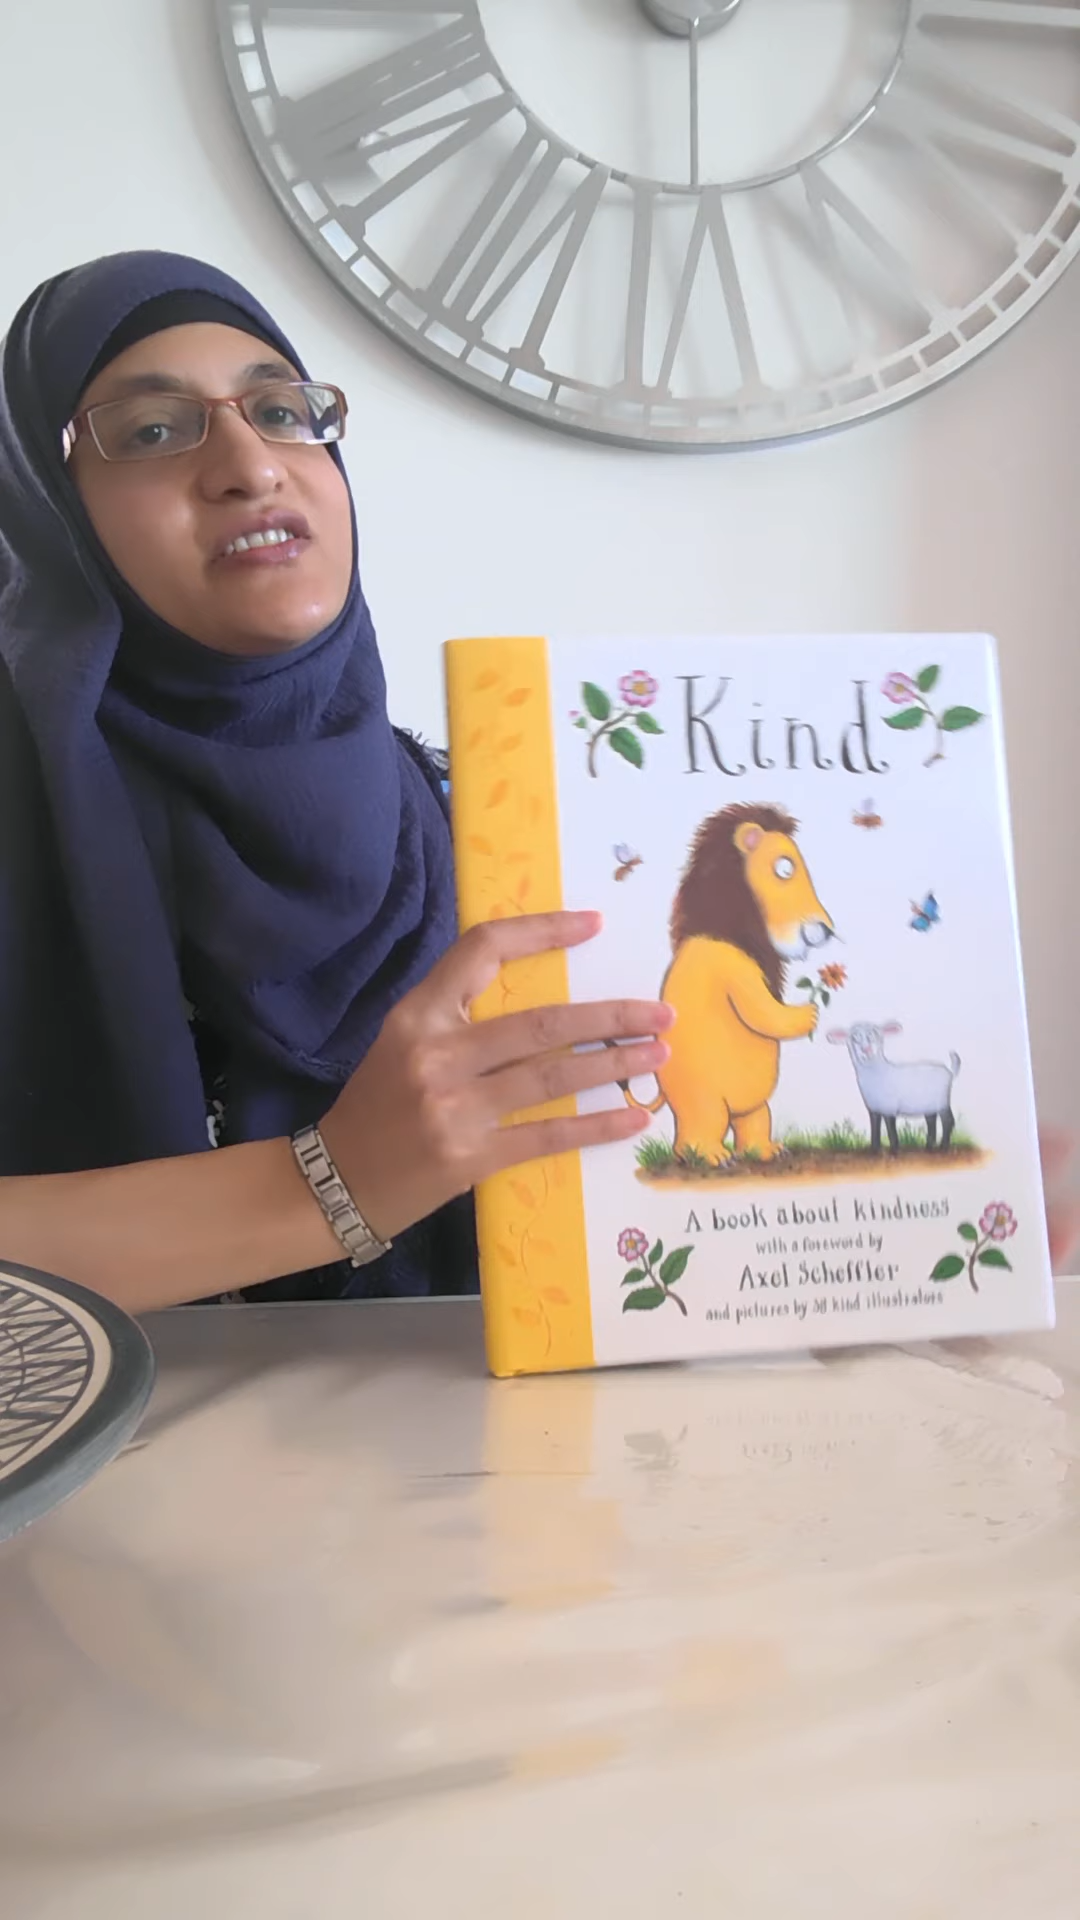 Kind
A book about kindness
with a foreword by
Axel Scheffler
and pictures by 38 kind illustrators